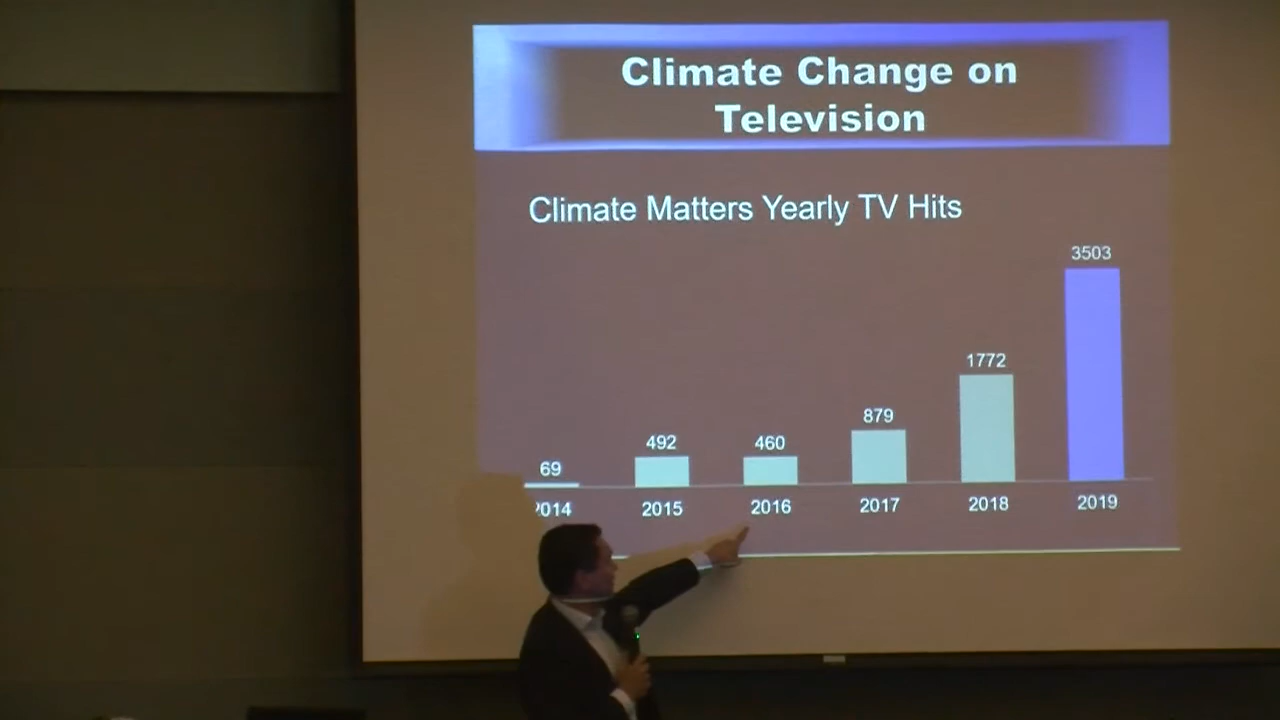 Climate Change on
Television
Climate Matters Yearly TV Hits
3503
1772
879
492
460
69
2014 2015 2016 2017 2018 2019